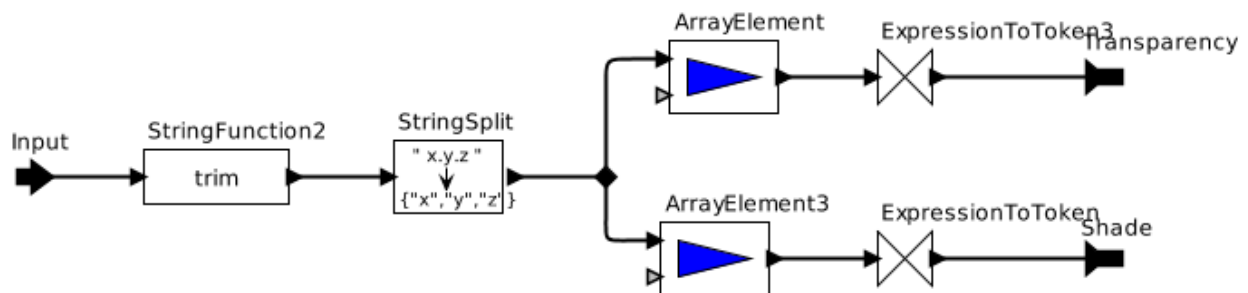 ArrayElement
ExpressionToToken3
Transparency
Input
StringFunction2
trim
StringSplit
" x.y.z "
{"x","y","z" }
ArrayElement3
ExpressionToToken
Shade